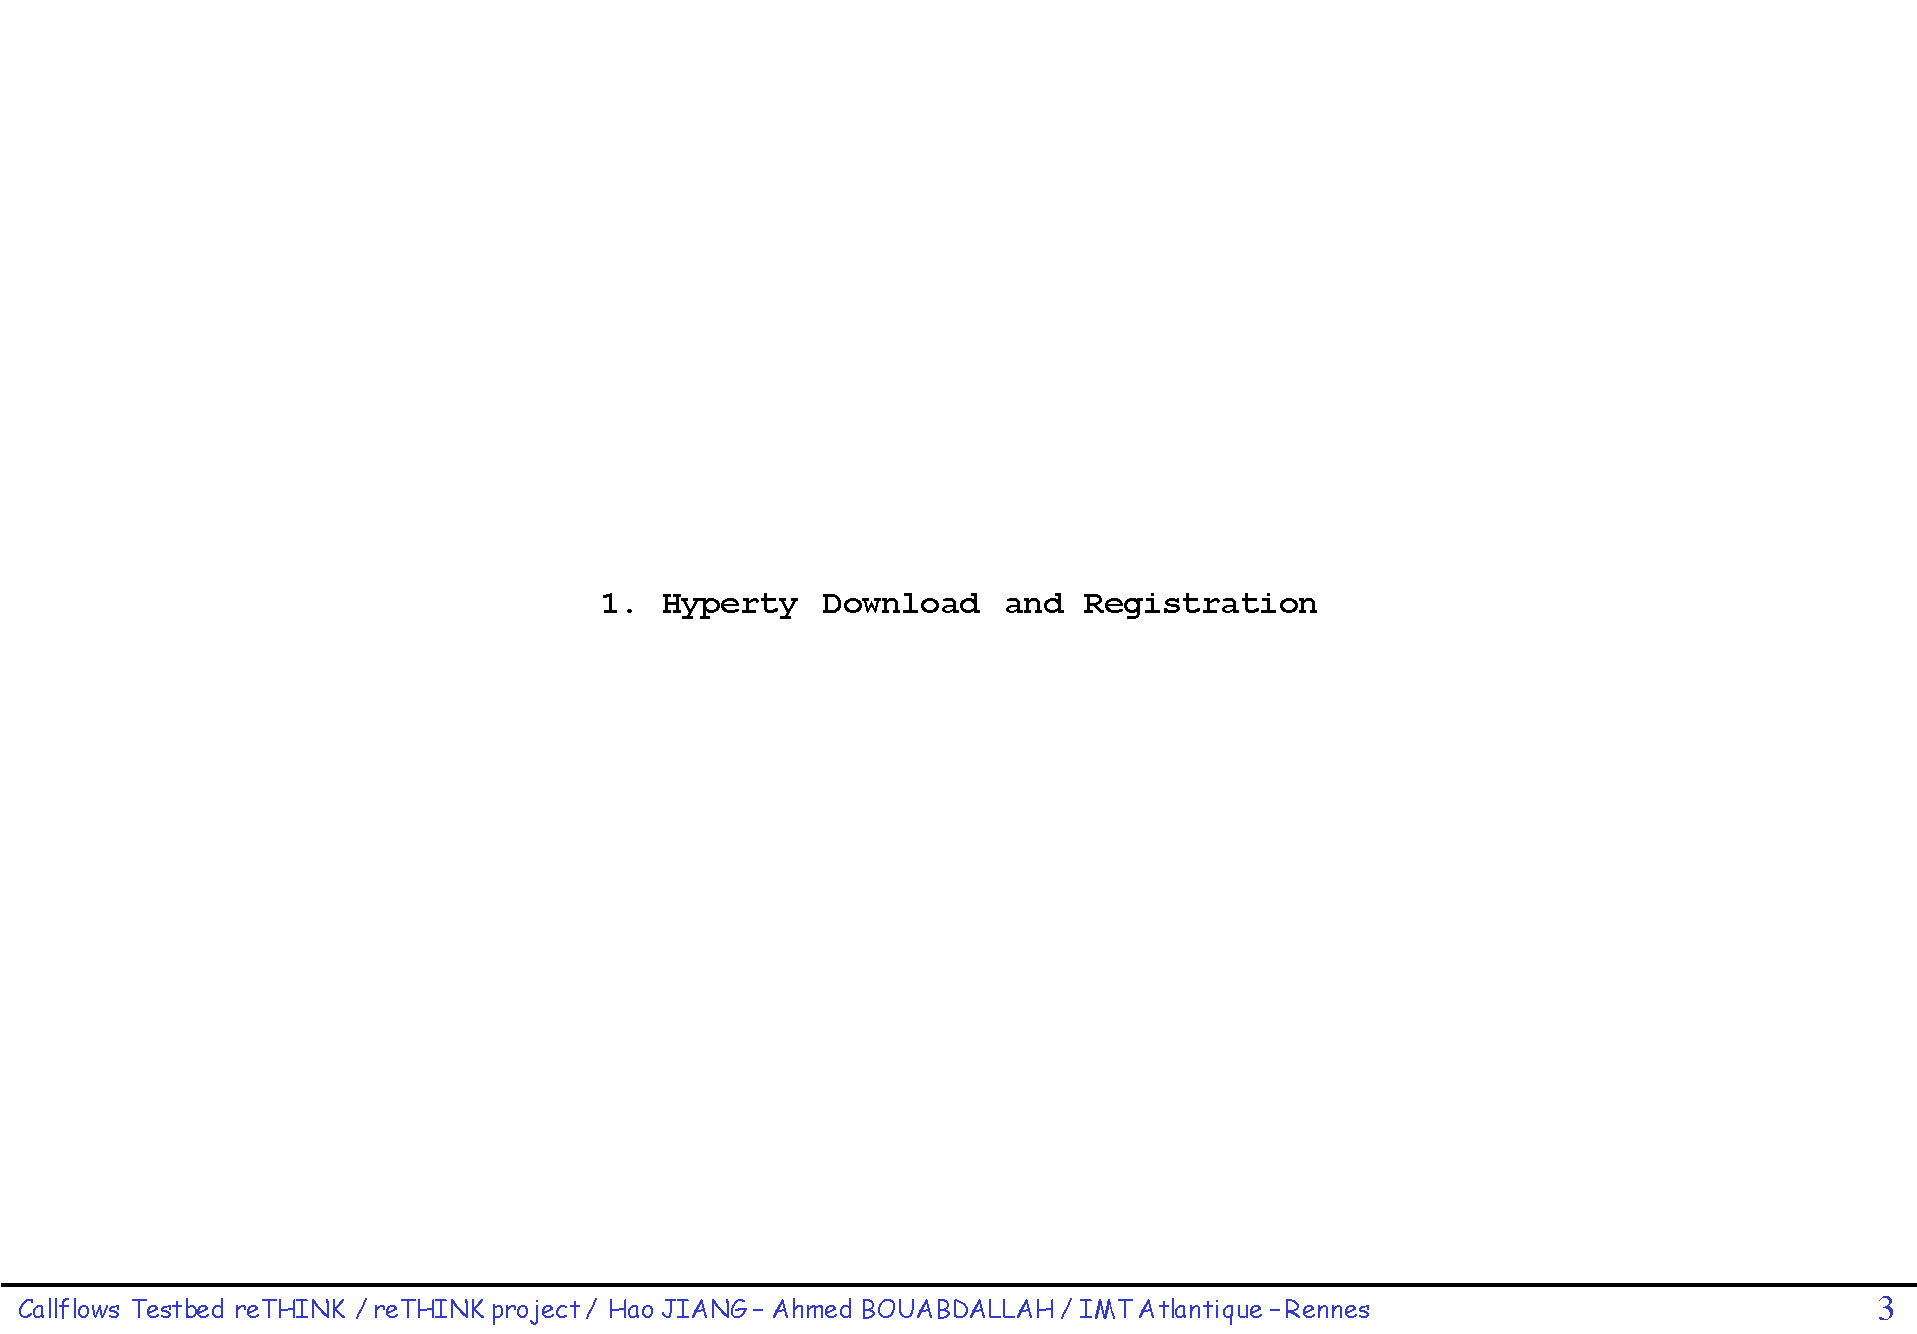 1. Hyperty Download and Registration
Callflows Testbed reTHINK / reTHINK project / Hao JIANG – Ahmed BOUABDALLAH / IMT Atlantique – Rennes
3